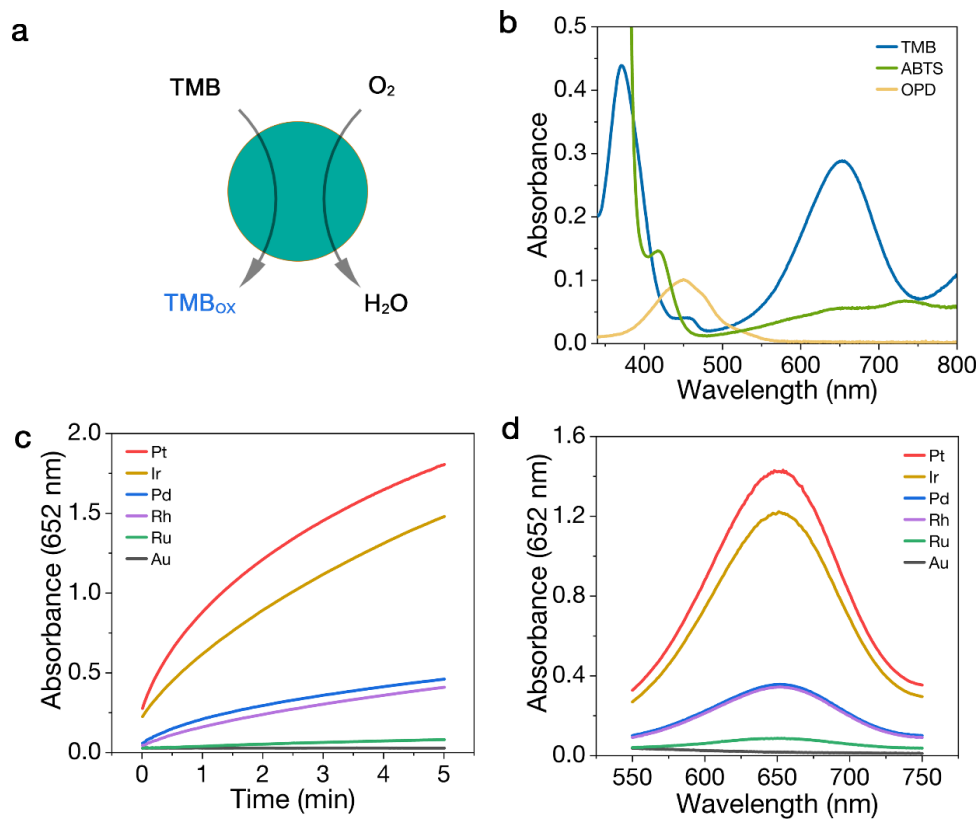 a
TMB
O₂
TMBox
H₂O
b
0.5
0.4
0.3
0.2
0.1
0.0
Absorbance
TMB
ABTS
OPD
400
500
600
700
800
Wavelength (nm)
c
2.0
1.5
1.0
0.5
0.0
Absorbance (652 nm)
Pt
Ir
Pd
Rh
Ru
Au
0
1
2
3
4
5
Time (min)
d
1.6
1.2
0.8
0.4
0.0
Absorbance (652 nm)
Pt
Ir
Pd
Rh
Ru
Au
550
600
650
700
750
Wavelength (nm)